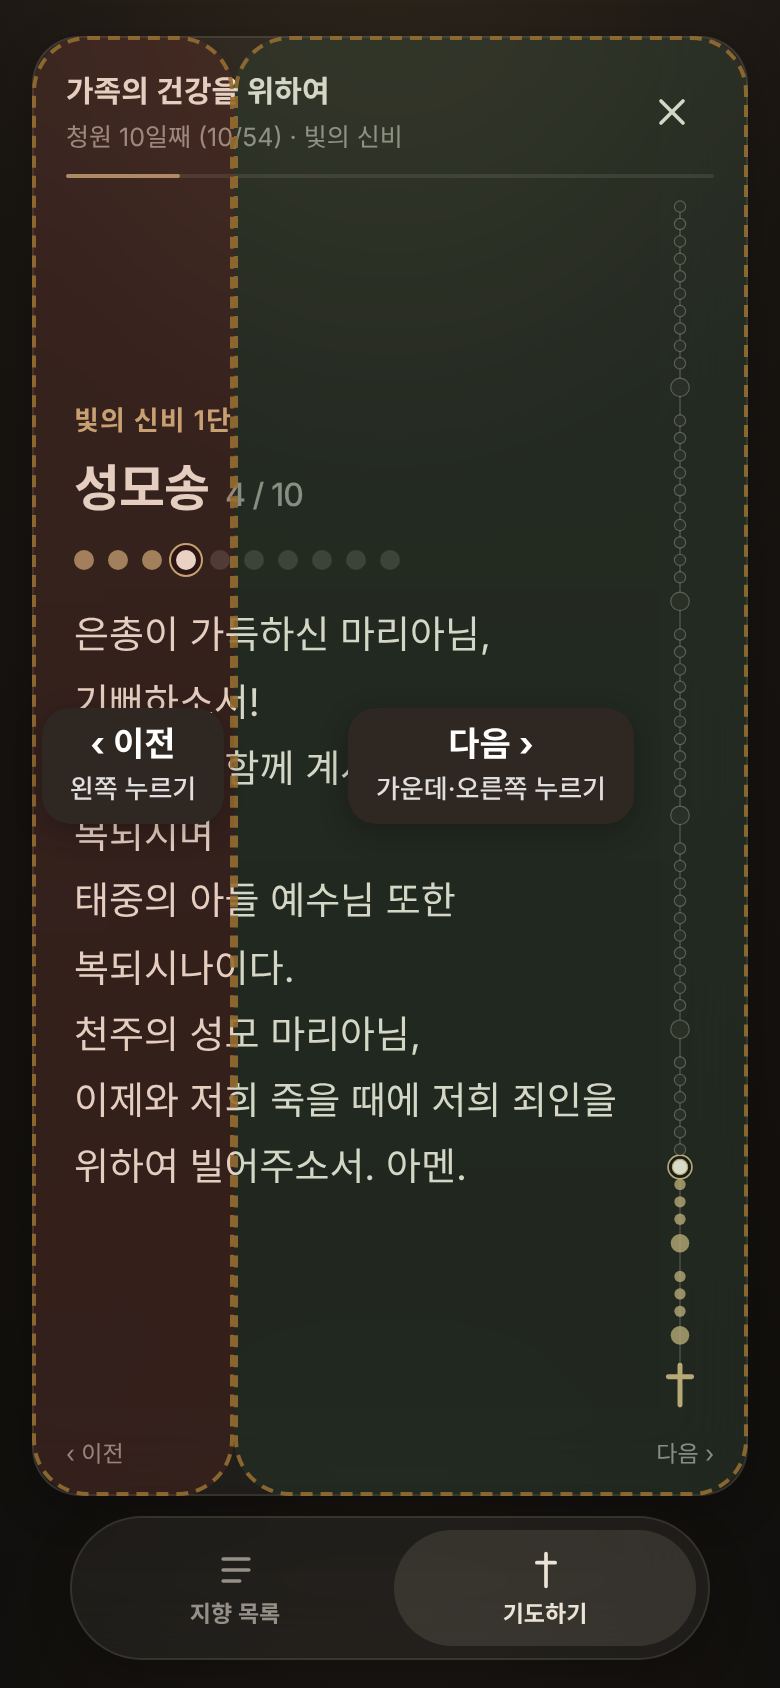 가족의 건강을 위하여
청원 10일째 (10/54) · 빛의 신비
빛의 신비 1단
성모송 4 / 10
은총이 가득하신 마리아님,
기뻐하소서!
‹ 이전
왼쪽 누르기
함께 계시
다음 ›
가운데·오른쪽 누르기
복되시며
태중의 아들 예수님 또한
복되시나이다.
천주의 성모 마리아님,
이제와 저희 죽을 때에 저희 죄인을
위하여 빌어주소서. 아멘.
‹ 이전
다음 ›
지향 목록
기도하기